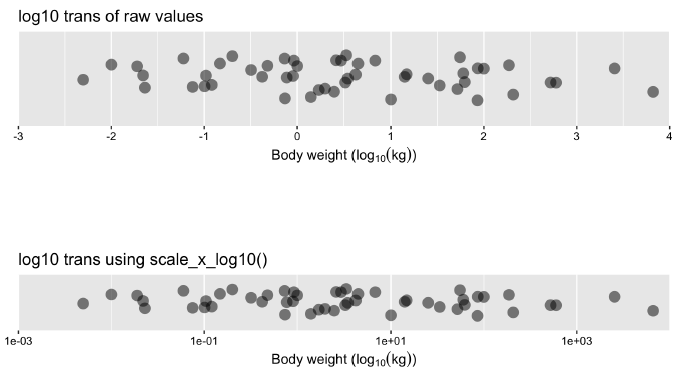 log10 trans of raw values
-3 -2 -1 0 1 2 3 4
Body weight (log10(kg))
log10 trans using scale_x_log10()
1e-03 1e-01 1e+01 1e+03
Body weight (log10(kg))